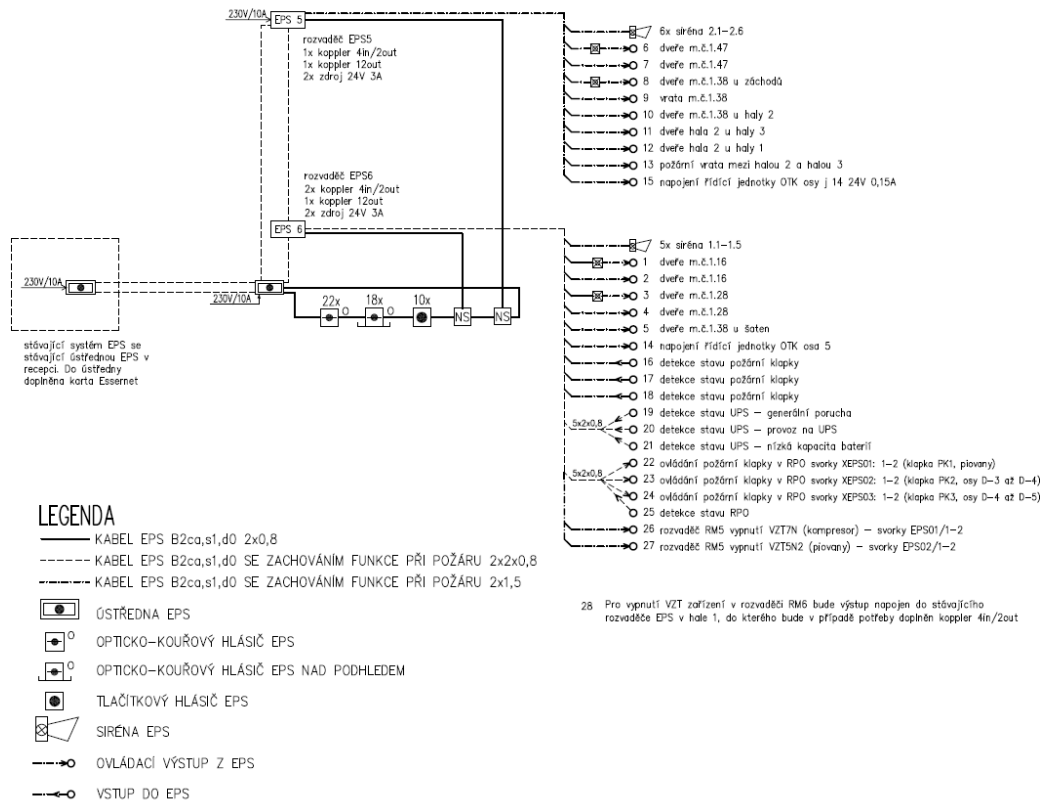 230V/10A
EPS 5
rozvaděč EPS5
1x koppler 4in/2out
1x koppler 12out
2x zdroj 24V 3A
6x siréna 2.1-2.6
6 dveře m.č.1.47
7 dveře m.č.1.47
8 dveře m.č.1.38 u záchodů
9 vrata m.č.1.38
10 dveře m.č.1.38 u haly 2
11 dveře hala 2 u haly 3
12 dveře hala 2 u haly 1
13 požární vrata mezi halou 2 a halou 3
15 napojení řídící jednotky OTK osy j 14 24V 0,15A
rozvaděč EPS6
2x koppler 4in/2out
1x koppler 12out
2x zdroj 24V 3A
EPS 6
5x siréna 1.1-1.5
1 dveře m.č.1.16
2 dveře m.č.1.16
3 dveře m.č.1.28
4 dveře m.č.1.28
5 dveře m.č.1.38 u šaten
14 napojení řídící jednotky OTK osa 5
16 detekce stavu požární klapky
17 detekce stavu požární klapky
18 detekce stavu požární klapky
19 detekce stavu UPS – generální porucha
5x2x0,8
20 detekce stavu UPS – provoz na UPS
21 detekce stavu UPS – nízká kapacita baterií
22 ovládání požární klapky v RPO svorky XEPS01: 1-2 (klapka PK1, piovany)
5x2x0,8
23 ovládání požární klapky v RPO svorky XEPS02: 1-2 (klapka PK2, osy D-3 až D-4)
24 ovládání požární klapky v RPO svorky XEPS03: 1-2 (klapka PK3, osy D-4 až D-5)
25 detekce stavu RPO
26 rozvaděč RM5 vypnutí VZT7N (kompresor) – svorky EPS01/1-2
27 rozvaděč RM5 vypnutí VZT5N2 (piovany) – svorky EPS02/1-2
28 Pro vypnutí VZT zařízení v rozvaděči RM6 bude výstup napojen do stávajícího
rozvaděče EPS v hale 1, do kterého bude v případě potřeby doplněn koppler 4in/2out
230V/10A
230V/10A
22x
18x
10x
O
O
NS
NS
stávající systém EPS se
stávající ústřednou EPS v
recepci. Do ústředny
doplněna karta Essernet
LEGENDA
KABEL EPS B2ca,s1,d0 2x0,8
KABEL EPS B2ca,s1,d0 SE ZACHOVÁNÍM FUNKCE PŘI POŽÁRU 2x2x0,8
KABEL EPS B2ca,s1,d0 SE ZACHOVÁNÍM FUNKCE PŘI POŽÁRU 2x1,5
ÚSTŘEDNA EPS
O OPTICKO-KOUŘOVÝ HLÁSIČ EPS
O OPTICKO-KOUŘOVÝ HLÁSIČ EPS NAD PODHLEDEM
TLAČÍTKOVÝ HLÁSIČ EPS
SIRÉNA EPS
OVLÁDACÍ VÝSTUP Z EPS
VSTUP DO EPS